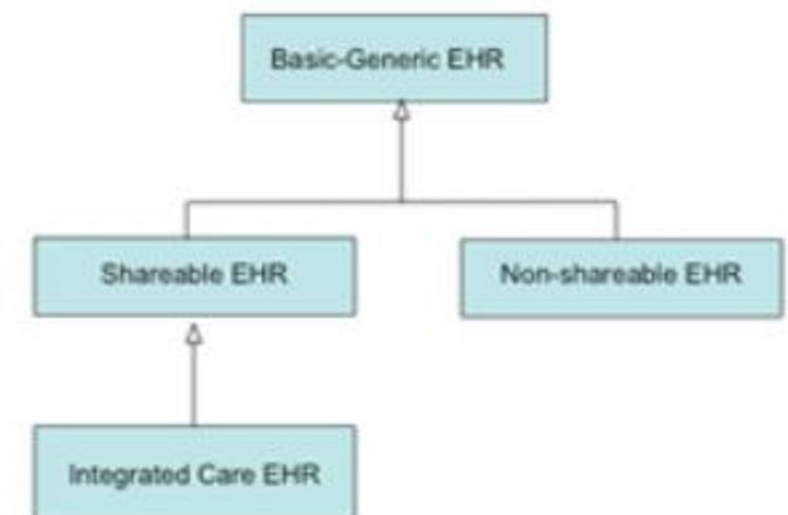 Basic-Generic EHR
Shareable EHR
Non-shareable EHR
Integrated Care EHR